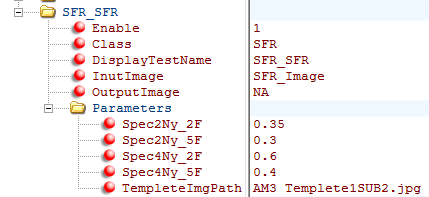 SFR_SFR
Enable 1
Class SFR
DisplayTestName SFR_SFR
InutImage SFR_Image
OutputImage NA
Parameters
Spec2Ny_2F 0.35
Spec2Ny_5F 0.3
Spec4Ny_2F 0.6
Spec4Ny_5F 0.4
TempleteImgPath AM3 Templete1SUB2.jpg